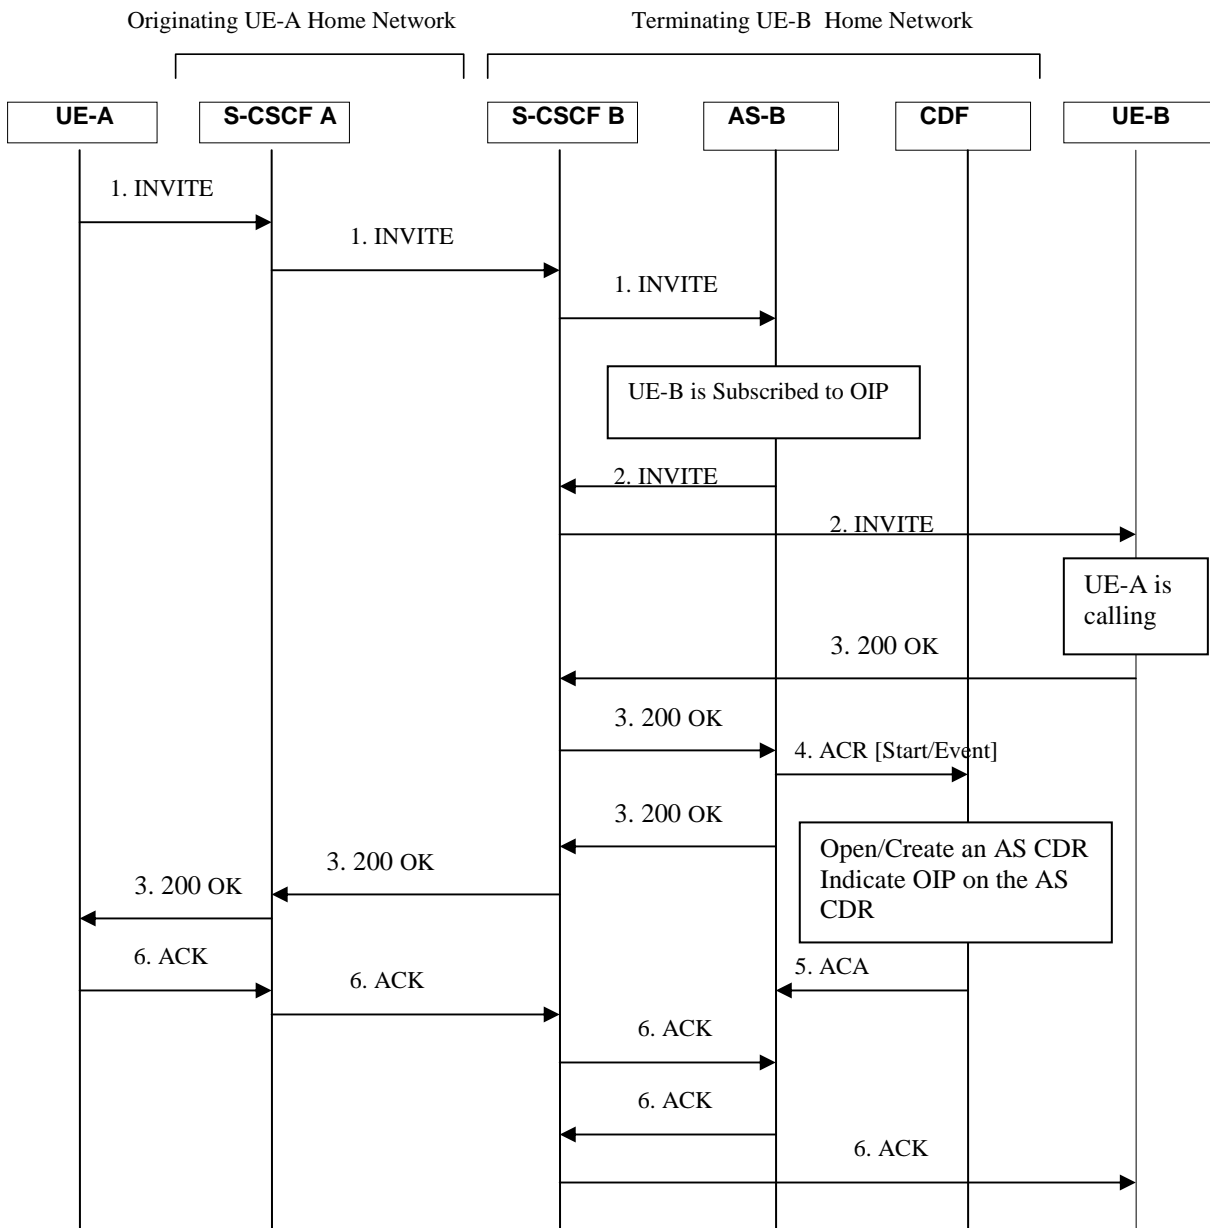 Originating UE-A Home Network
Terminating UE-B Home Network
UE-A
S-CSCF A
S-CSCF B
AS-B
CDF
UE-B
1. INVITE
1. INVITE
1. INVITE
UE-B is Subscribed to OIP
2. INVITE
2. INVITE
UE-A is
calling
3. 200 OK
3. 200 OK
4. ACR [Start/Event]
3. 200 OK
Open/Create an AS CDR
Indicate OIP on the AS
CDR
3. 200 OK
3. 200 OK
6. ACK
5. ACA
6. ACK
6. ACK
6. ACK
6. ACK